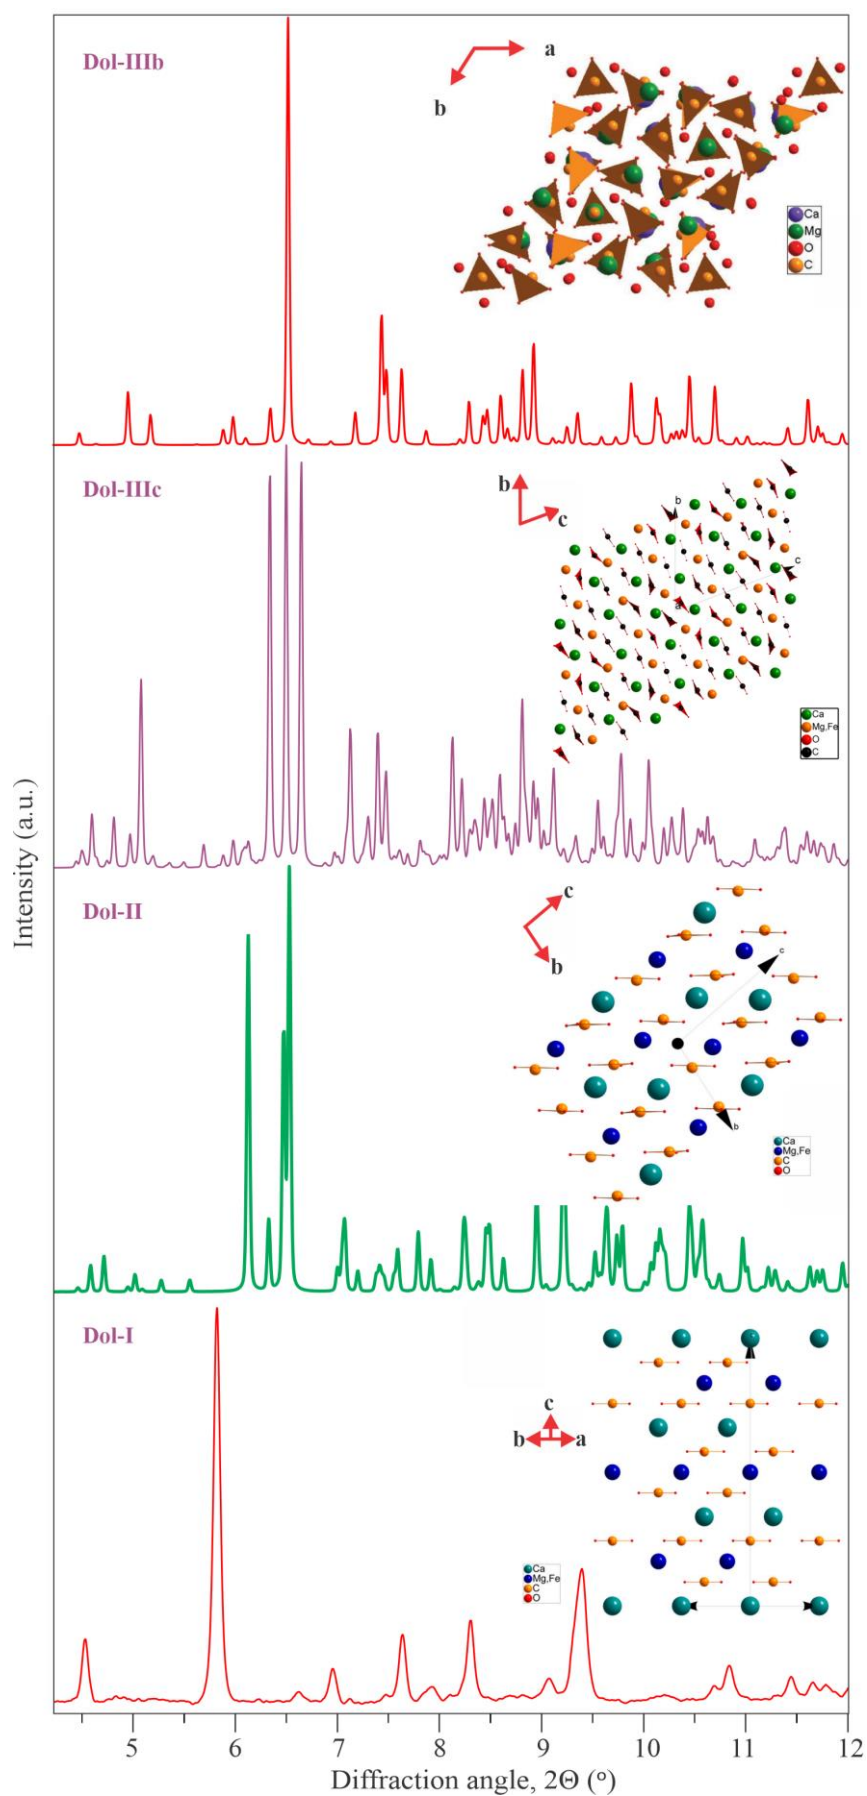 Dol-IIIb
a
b
Ca
Mg
O
C
Dol-IIIc
b
c
b
c
a
Ca
Mg,Fe
O
C
Dol-II
c
b
c
b
Ca
Mg,Fe
C
O
Dol-I
c
b a
Ca
Mg,Fe
C
O
Intensity (a.u.)
5 6 7 8 9 10 11 12
Diffraction angle, 2Θ (°)